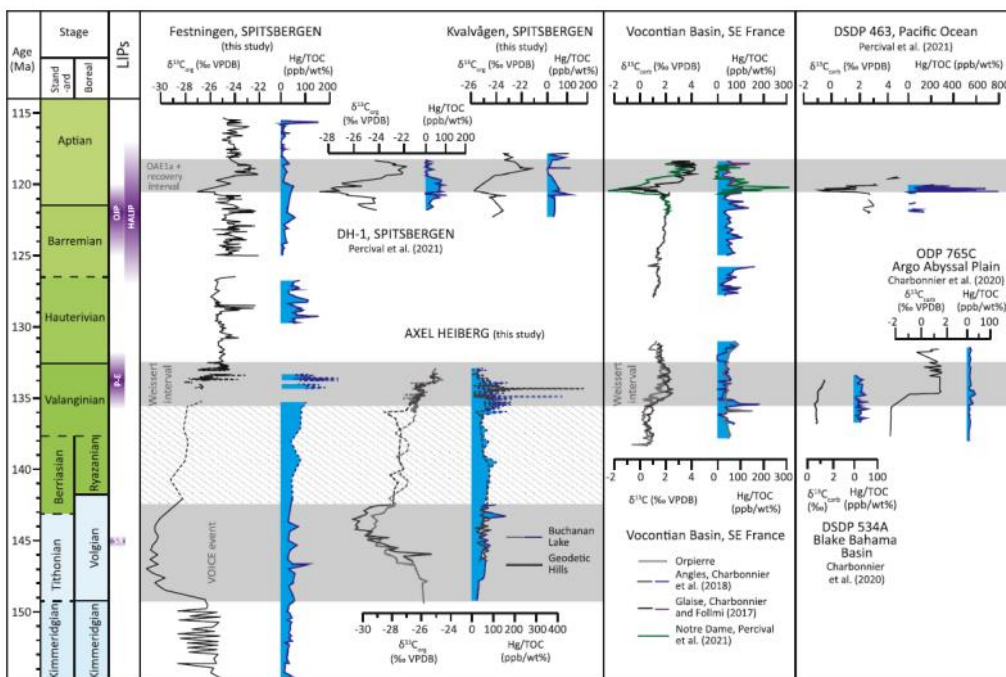 Age
(Ma)
Stage
Stand
-ard
Boreal
LIPs
Festningen, SPITSBERGEN
(this study)
δ¹³Corg (‰ VPDB)
Hg/TOC
(ppb/wt%)
-30 -28 -26 -24 -22
0 100 200
Kvalvågen, SPITSBERGEN
(this study)
δ¹³Corg (‰ VPDB)
Hg/TOC
(ppb/wt%)
-26 -24 -22
0 100 200
δ¹³Corg (‰ VPDB)
Hg/TOC
(ppb/wt%)
-28 -26 -24 -22
0 100 200
DH-1, SPITSBERGEN
Percival et al. (2021)
Vocontian Basin, SE France
δ¹³Ccarb (‰ VPDB)
Hg/TOC
(ppb/wt%)
-2 0 2 4
0 100 200 300
DSDP 463, Pacific Ocean
Percival et al. (2021)
δ¹³Ccarb (‰ VPDB)
Hg/TOC (ppb/wt%)
-2 0 2 4
0 200 400 600 800
115
120
125
130
135
140
145
150
Aptian
Barremian
Hauterivian
Valanginian
Berriasian
Ryazanian
Tithonian
Volgian
Kimmeridgian
Kimmeridgian
OJP
HALIP
P-E
OAE1a +
recovery
interval
Weissert
interval
VOICE event
AXEL HEIBERG (this study)
Buchanan
Lake
Geodetic
Hills
-30 -28 -26 -24
δ¹³Corg
(‰ VPDB)
0 100 200 300 400
Hg/TOC
(ppb/wt%)
Weissert
interval
-2 0 2 4
δ¹³C (‰ VPDB)
0 100 200 300
Hg/TOC
(ppb/wt%)
Vocontian Basin, SE France
Orpierre
Angles, Charbonnier
et al. (2018)
Glaise, Charbonnier
and Follmi (2017)
Notre Dame, Percival
et al. (2021)
ODP 765C
Argo Abyssal Plain
Charbonnier et al. (2020)
δ¹³Ccarb
(‰ VPDB)
Hg/TOC
(ppb/wt%)
-2 0 2
0 100
0 2 4
0 100
δ¹³Ccarb
(‰)
Hg/TOC
(ppb/wt%)
DSDP 534A
Blake Bahama
Basin
Charbonnier
et al. (2020)